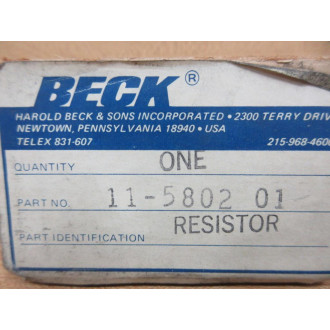 BECK®
HAROLD BECK & SONS INCORPORATED • 2300 TERRY DRIV
NEWTOWN, PENNSYLVANIA 18940 • USA
TELEX 831-607 215-968-4600
QUANTITY ONE
PART NO. 11-5802 01
PART IDENTIFICATION RESISTOR